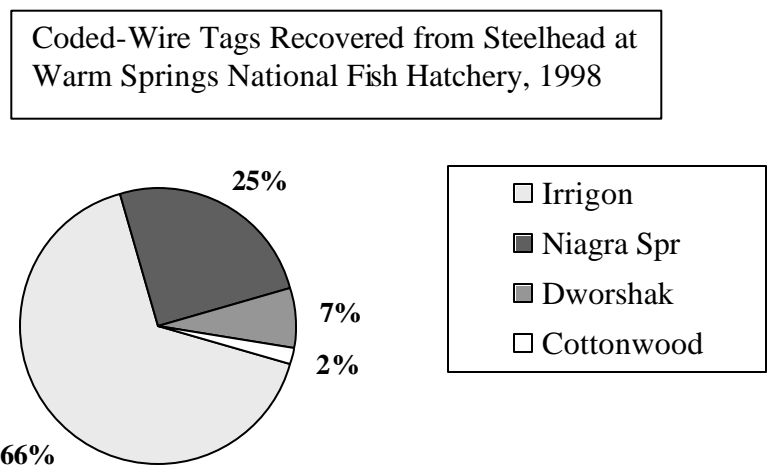 Coded-Wire Tags Recovered from Steelhead at
Warm Springs National Fish Hatchery, 1998
25%
7%
2%
66%
Irrigon
Niagra Spr
Dworshak
Cottonwood